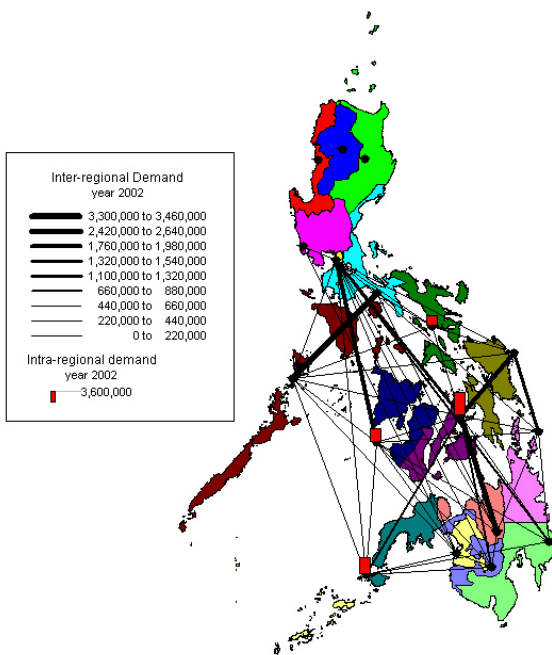 Inter-regional Demand
year 2002
3,300,000 to 3,460,000
2,420,000 to 2,640,000
1,760,000 to 1,980,000
1,320,000 to 1,540,000
1,100,000 to 1,320,000
660,000 to 880,000
440,000 to 660,000
220,000 to 440,000
0 to 220,000
Intra-regional demand
year 2002
3,600,000